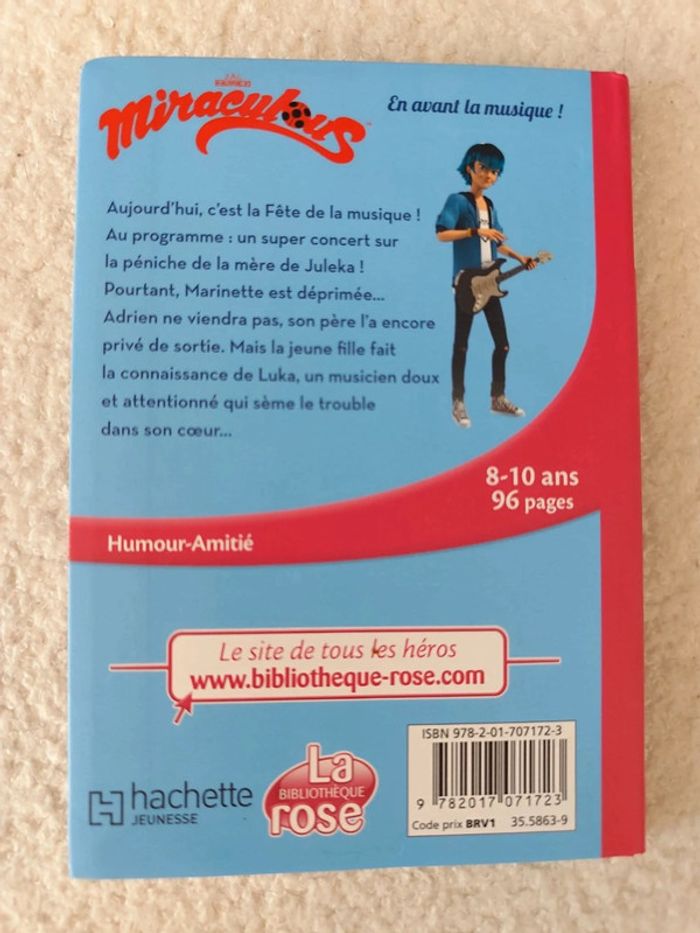 Miraculous
En avant la musique !
Aujourd'hui, c'est la Fête de la musique !
Au programme : un super concert sur
la péniche de la mère de Juleka !
Pourtant, Marinette est déprimée...
Adrien ne viendra pas, son père l'a encore
privé de sortie. Mais la jeune fille fait
la connaissance de Luka, un musicien doux
et attentionné qui sème le trouble
dans son cœur...
8-10 ans
96 pages
Humour-Amitié
Le site de tous les héros
www.bibliotheque-rose.com
ISBN 978-2-01-707172-3
9 782017 071723
Code prix BRV1 35.5863-9
hachette
JEUNESSE
La
BIBLIOTHÈQUE
rose